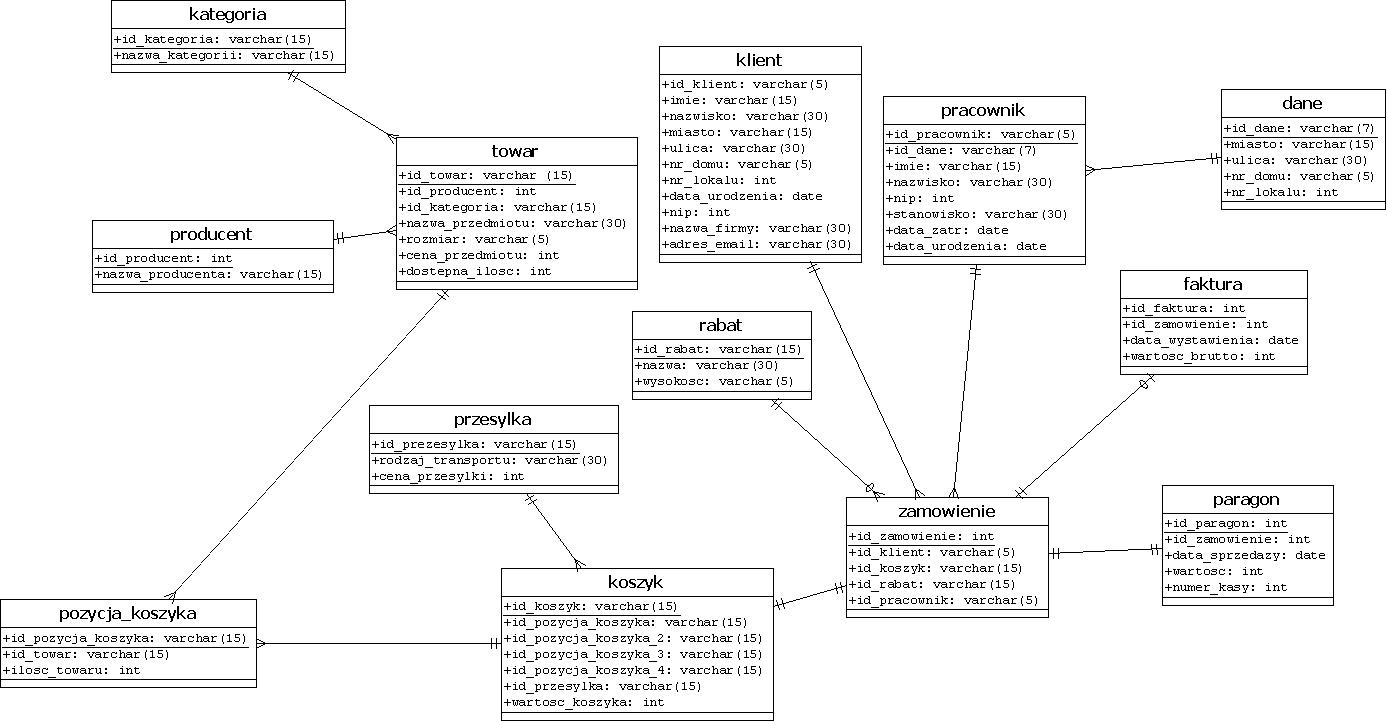 kategoria
+id_kategoria: varchar(15)
+nazwa_kategorii: varchar(15)
klient
+id_klient: varchar(5)
+imie: varchar(15)
+nazwisko: varchar(30)
+miasto: varchar(15)
+ulica: varchar(30)
+nr_domu: varchar(5)
+nr_lokalu: int
+data_urodzenia: date
+nip: int
+nazwa_firmy: varchar(30)
+adres_email: varchar(30)
pracownik
+id_pracownik: varchar(5)
+id_dane: varchar(7)
+imie: varchar(15)
+nazwisko: varchar(30)
+nip: int
+stanowisko: varchar(30)
+data_zatr: date
+data_urodzenia: date
dane
+id_dane: varchar(7)
+miasto: varchar(15)
+ulica: varchar(30)
+nr_domu: varchar(5)
+nr_lokalu: int
towar
+id_towar: varchar (15)
+id_producent: int
+id_kategoria: varchar(15)
+nazwa_przedmiotu: varchar(30)
+rozmiar: varchar(5)
+cena_przedmiotu: int
+dostepna_ilosc: int
producent
+id_producent: int
+nazwa_producenta: varchar(15)
faktura
+id_faktura: int
+id_zamowienie: int
+data_wystawienia: date
+wartosc_brutto: int
rabat
+id_rabat: varchar(15)
+nazwa: varchar(30)
+wysokosc: varchar(5)
przesylka
+id_prezesylka: varchar(15)
+rodzaj_transportu: varchar(30)
+cena_przesylki: int
zamowienie
+id_zamowienie: int
+id_klient: varchar(5)
+id_koszyk: varchar(15)
+id_rabat: varchar(15)
+id_pracownik: varchar(5)
paragon
+id_paragon: int
+id_zamowienie: int
+data_sprzedazy: date
+wartosc: int
+numer_kasy: int
pozycja_koszyka
+id_pozycja_koszyka: varchar(15)
+id_towar: varchar(15)
+ilosc_towaru: int
koszyk
+id_koszyk: varchar(15)
+id_pozycja_koszyka: varchar(15)
+id_pozycja_koszyka_2: varchar(15)
+id_pozycja_koszyka_3: varchar(15)
+id_pozycja_koszyka_4: varchar(15)
+id_przesylka: varchar(15)
+wartosc_koszyka: int